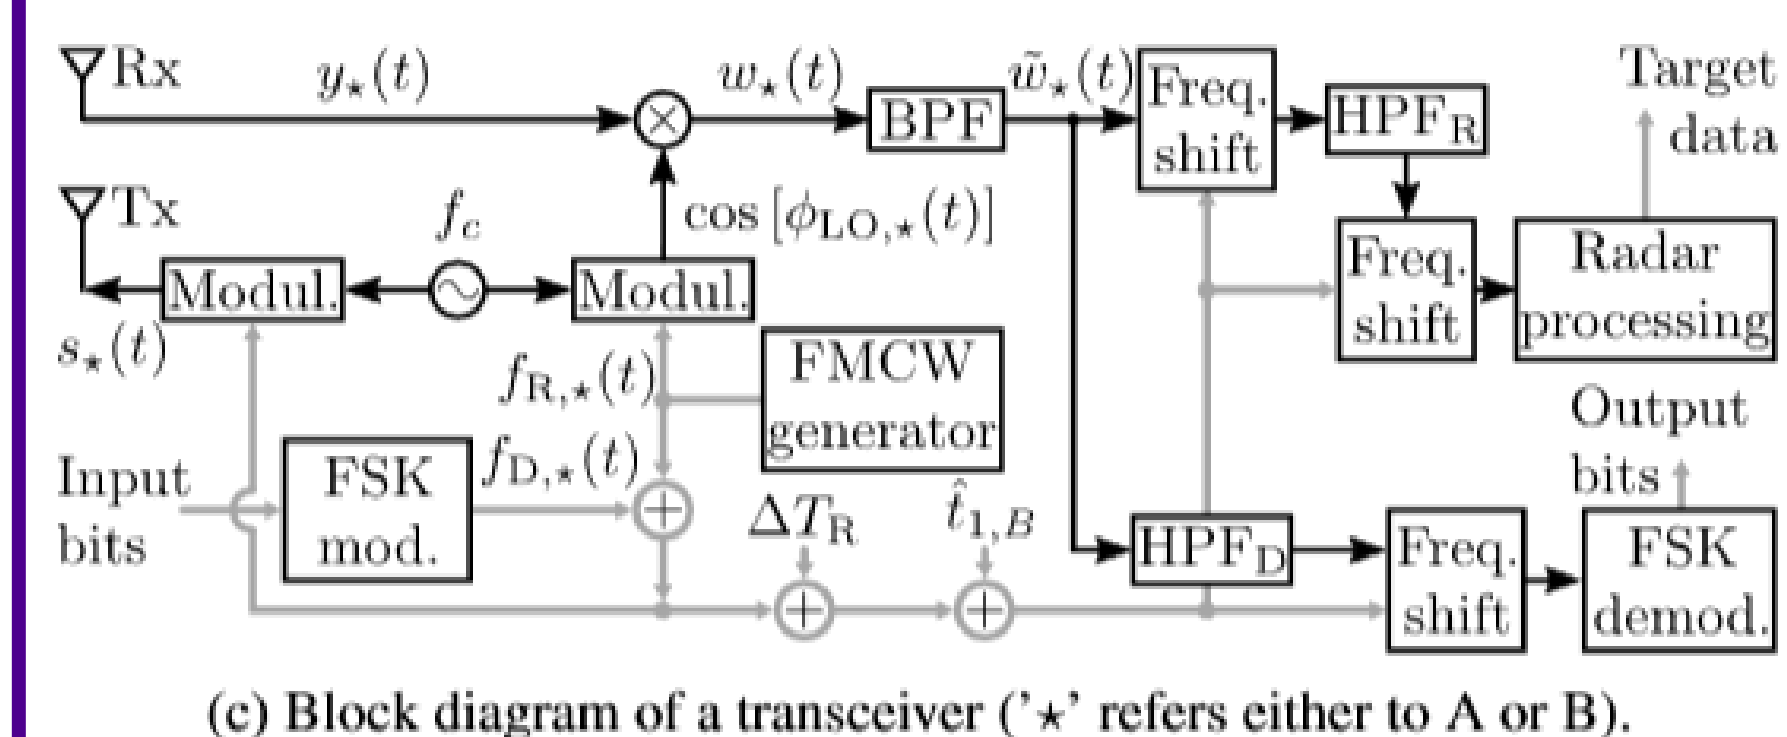 Rx
y⋆(t)
w⋆(t)
BPF
w̃⋆(t)
Freq.
shift
HPF_R
Target
data
Tx
f_c
cos [ϕ_LO,⋆(t)]
Modul.
Modul.
s⋆(t)
Freq.
shift
Radar
processing
f_R,⋆(t)
FMCW
generator
Input
bits
FSK
mod.
f_D,⋆(t)
ΔT_R
t̂_1,B
HPF_D
Freq.
shift
Output
bits
FSK
demod.
(c) Block diagram of a transceiver ('⋆' refers either to A or B).